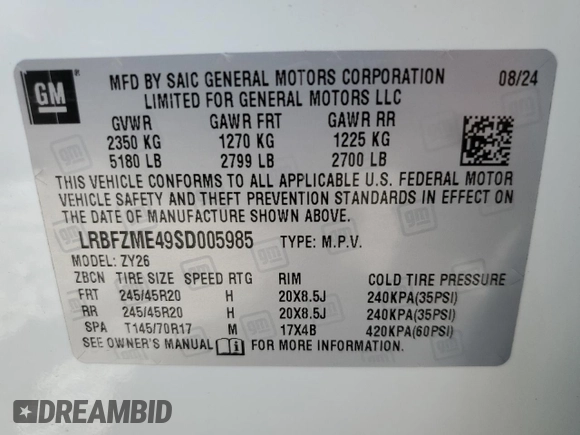 GM ® MFD BY SAIC GENERAL MOTORS CORPORATION 08/24
LIMITED FOR GENERAL MOTORS LLC
GVWR GAWR FRT GAWR RR
2350 KG 1270 KG 1225 KG
5180 LB 2799 LB 2700 LB
THIS VEHICLE CONFORMS TO ALL APPLICABLE U.S. FEDERAL MOTOR
VEHICLE SAFETY AND THEFT PREVENTION STANDARDS IN EFFECT ON
THE DATE OF MANUFACTURE SHOWN ABOVE.
LRBFZME49SD005985 TYPE: M.P.V.
MODEL: ZY26
ZBCN TIRE SIZE SPEED RTG RIM COLD TIRE PRESSURE
FRT 245/45R20 H 20X8.5J 240KPA(35PSI)
RR 245/45R20 H 20X8.5J 240KPA(35PSI)
SPA T145/70R17 M 17X4B 420KPA(60PSI)
SEE OWNER'S MANUAL FOR MORE INFORMATION
DREAMBID